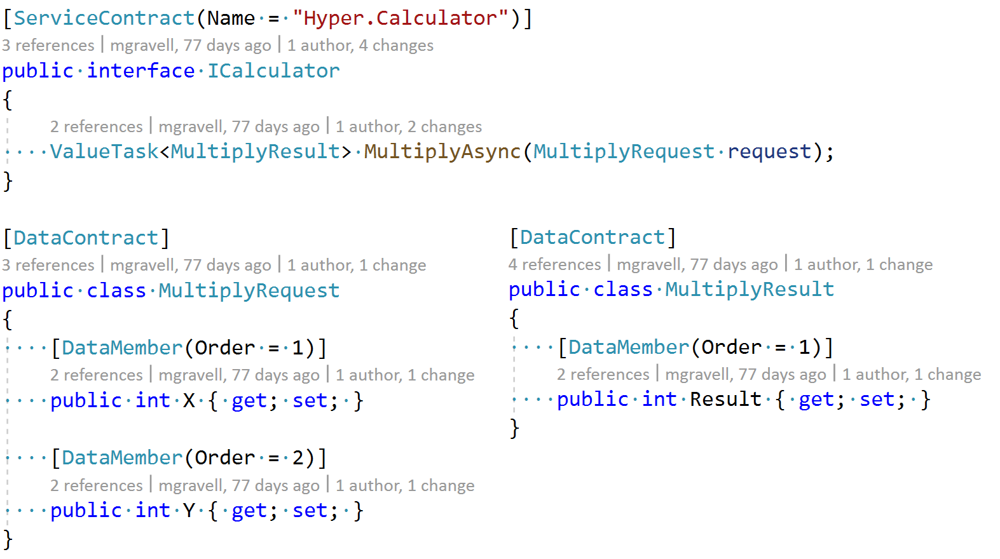 [ServiceContract(Name = "Hyper.Calculator")]
3 references | mgravell, 77 days ago | 1 author, 4 changes
public interface ICalculator
{
2 references | mgravell, 77 days ago | 1 author, 2 changes
ValueTask<MultiplyResult> MultiplyAsync(MultiplyRequest request);
}
[DataContract]
3 references | mgravell, 77 days ago | 1 author, 1 change
public class MultiplyRequest
{
[DataMember(Order = 1)]
2 references | mgravell, 77 days ago | 1 author, 1 change
public int X { get; set; }
[DataMember(Order = 2)]
2 references | mgravell, 77 days ago | 1 author, 1 change
public int Y { get; set; }
}
[DataContract]
4 references | mgravell, 77 days ago | 1 author, 1 change
public class MultiplyResult
{
[DataMember(Order = 1)]
2 references | mgravell, 77 days ago | 1 author, 1 change
public int Result { get; set; }
}